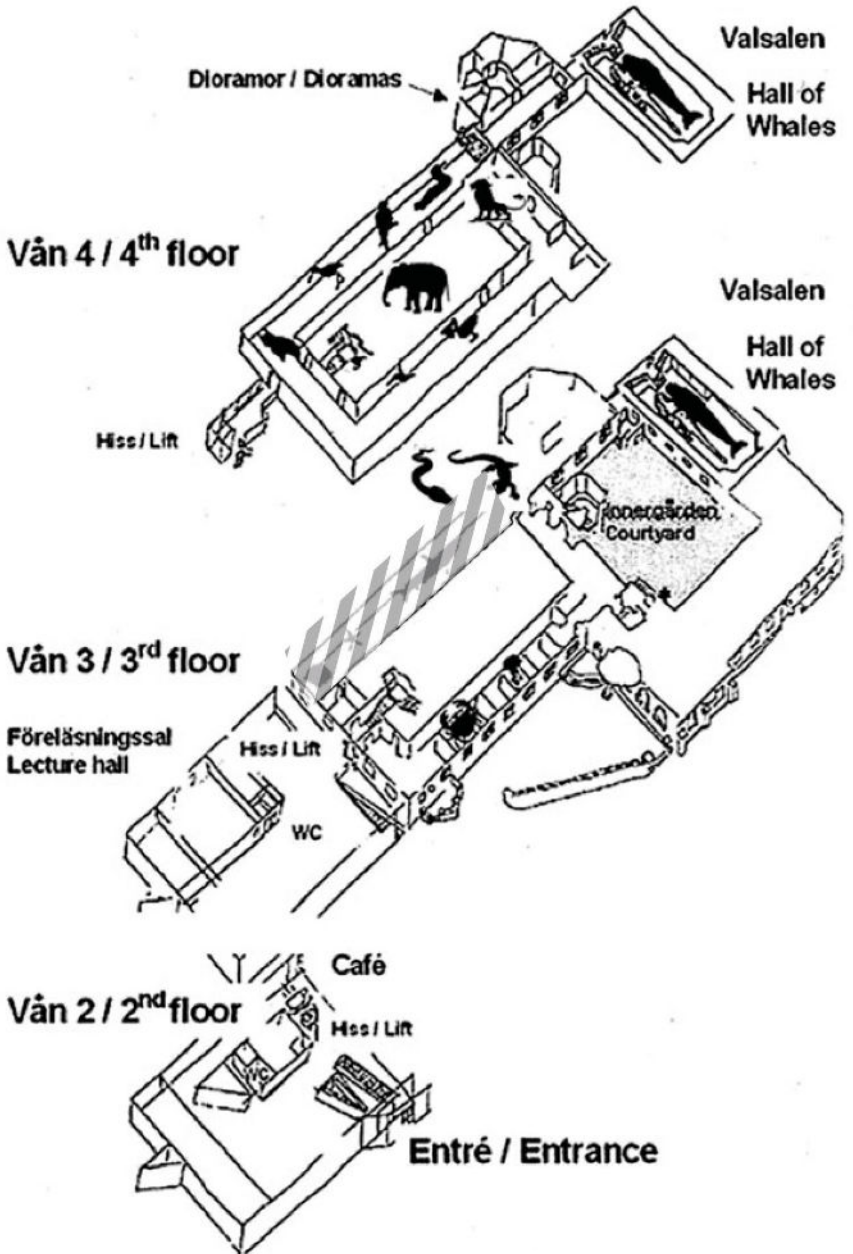 Valsalen
Hall of
Whales
Dioramor / Dioramas
Vån 4 / 4th floor
Hiss / Lift
Valsalen
Hall of
Whales
Innergården
Courtyard
Vån 3 / 3rd floor
Föreläsningssal
Lecture hall
Hiss / Lift
WC
Café
Vån 2 / 2nd floor
Hiss / Lift
WC
Entré / Entrance